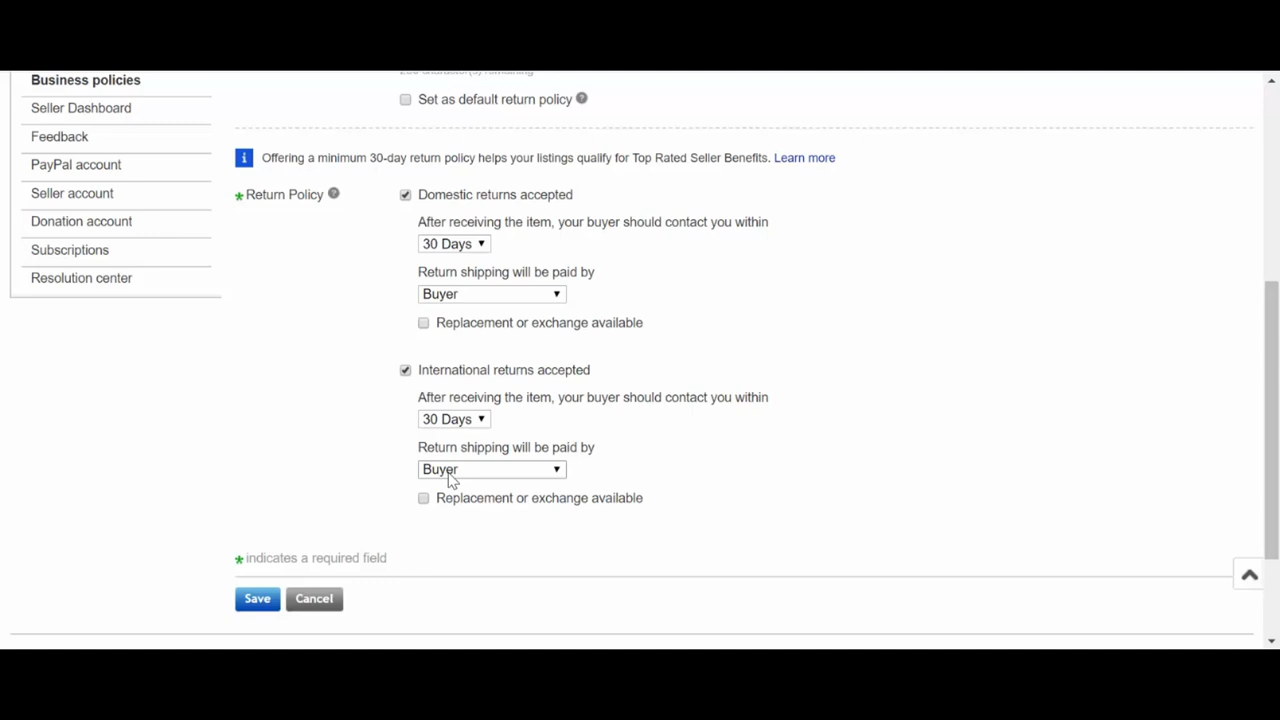 Business policies
Seller Dashboard
Feedback
PayPal account
Seller account
Donation account
Subscriptions
Resolution center
Set as default return policy
Offering a minimum 30-day return policy helps your listings qualify for Top Rated Seller Benefits. Learn more
* Return Policy
Domestic returns accepted
After receiving the item, your buyer should contact you within
30 Days
Return shipping will be paid by
Buyer
Replacement or exchange available
International returns accepted
After receiving the item, your buyer should contact you within
30 Days
Return shipping will be paid by
Buyer
Replacement or exchange available
* indicates a required field
Save Cancel